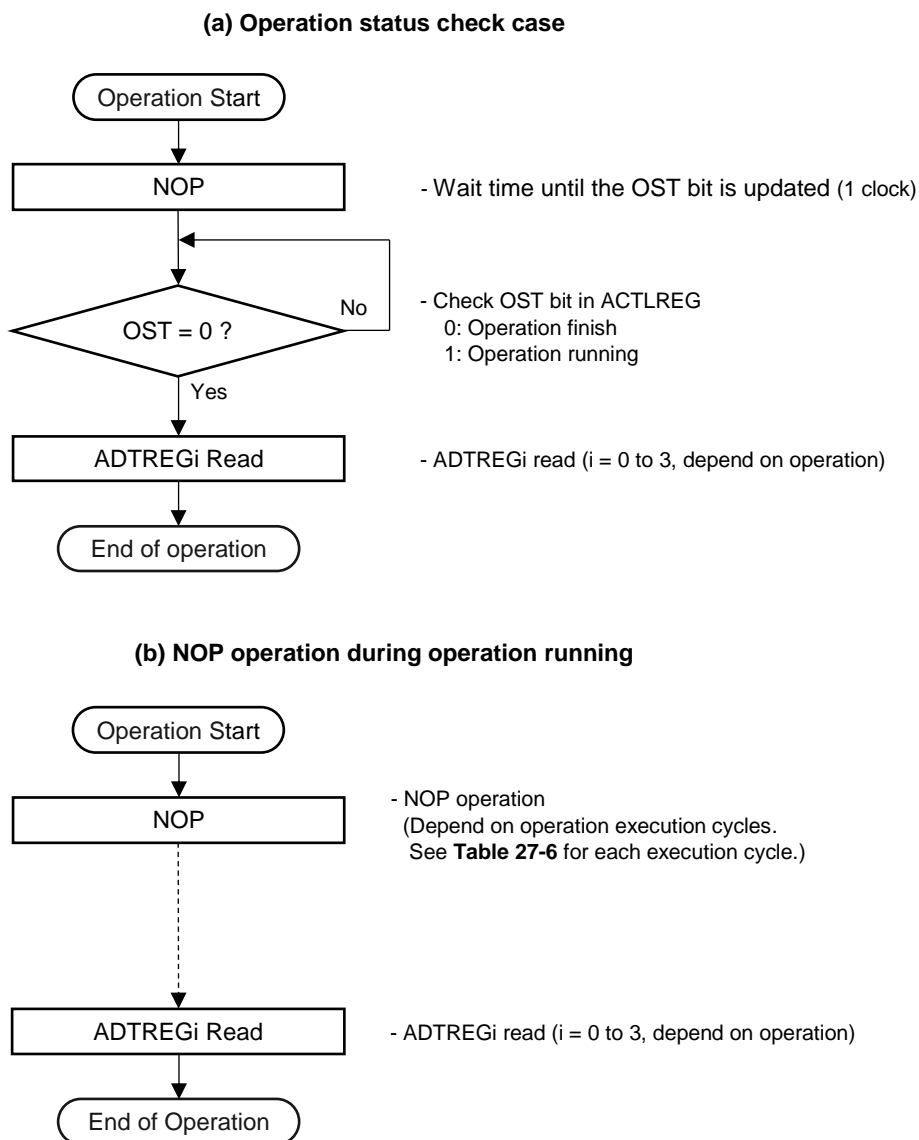 (a) Operation status check case
Operation Start
NOP
- Wait time until the OST bit is updated (1 clock)
No
OST = 0 ?
- Check OST bit in ACTLREG
0: Operation finish
1: Operation running
Yes
ADTREGi Read
- ADTREGi read (i = 0 to 3, depend on operation)
End of operation
(b) NOP operation during operation running
Operation Start
NOP
- NOP operation
(Depend on operation execution cycles.
See Table 27-6 for each execution cycle.)
ADTREGi Read
- ADTREGi read (i = 0 to 3, depend on operation)
End of Operation